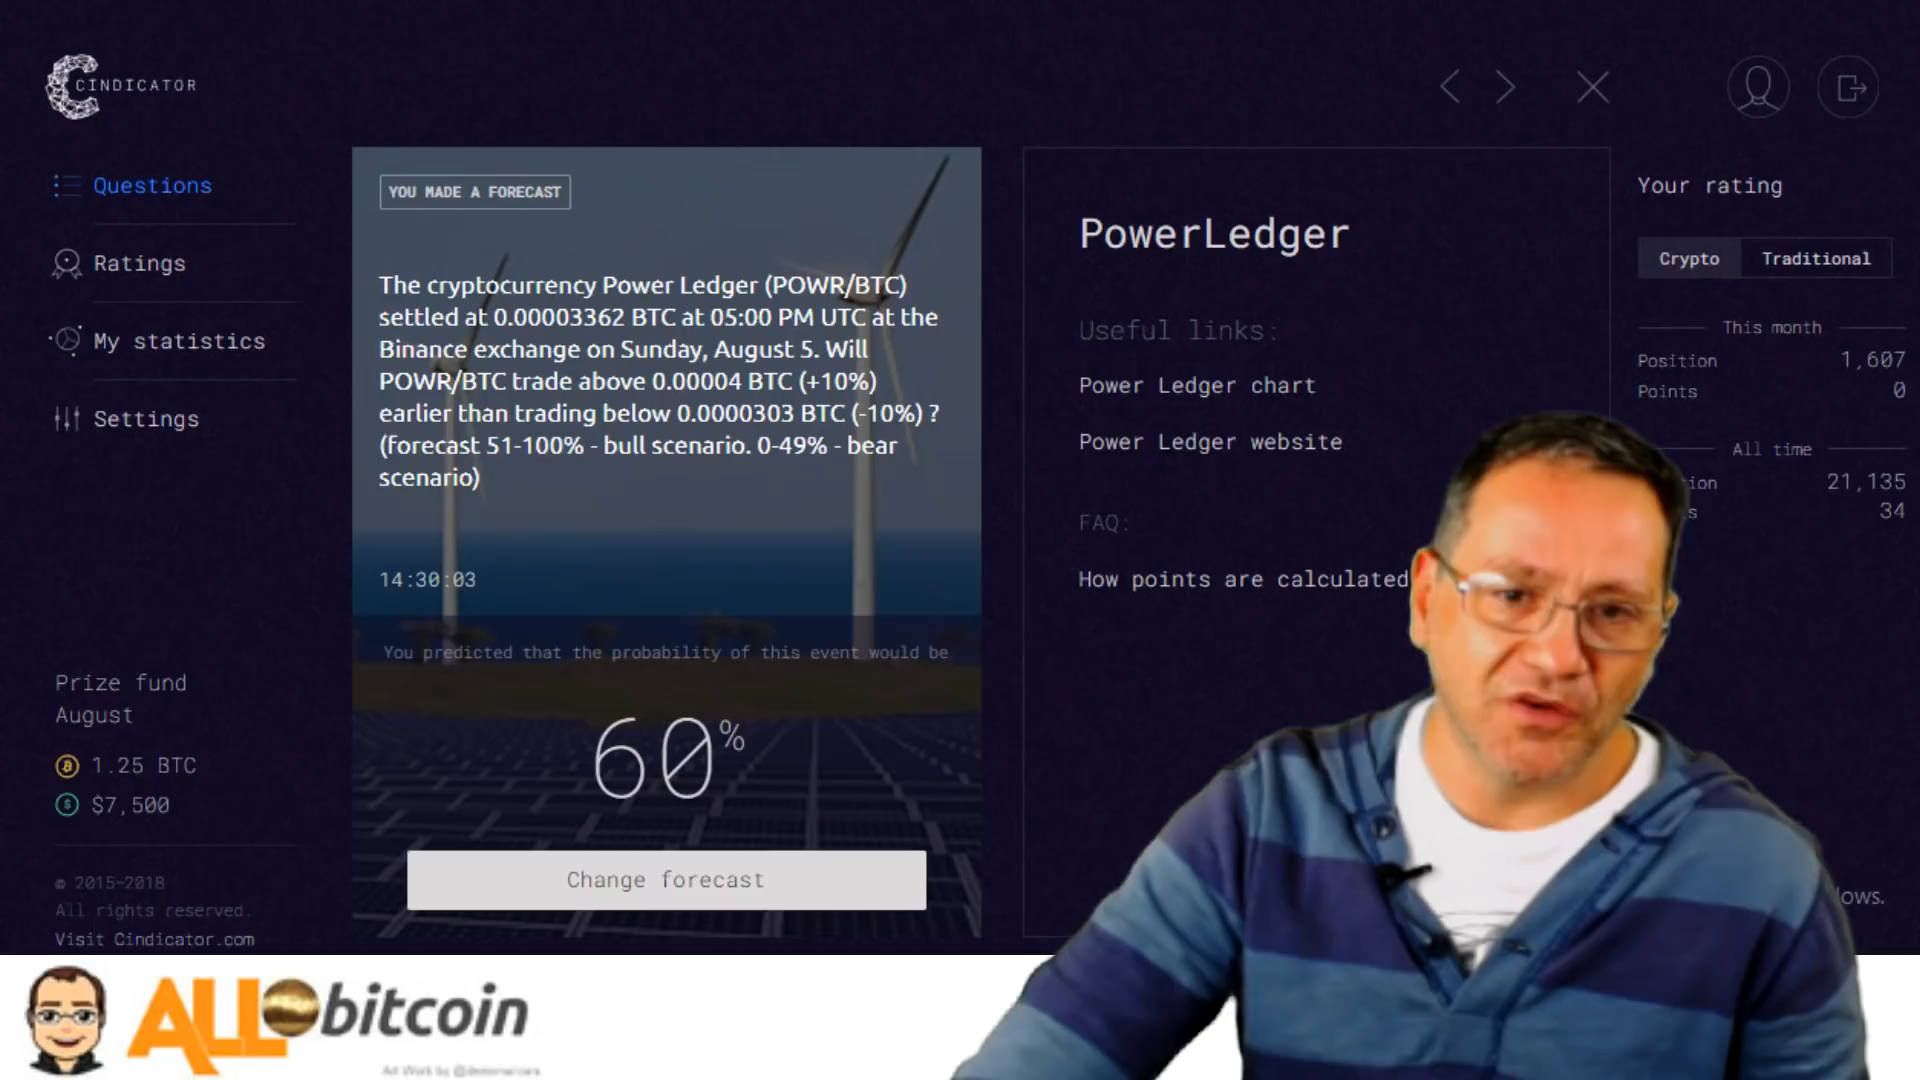 CINDICATOR
Questions
Ratings
My statistics
Settings
Prize fund
August
1.25 BTC
$7,500
© 2015-2018
All rights reserved.
Visit Cindicator.com
YOU MADE A FORECAST
The cryptocurrency Power Ledger (POWR/BTC)
settled at 0.00003362 BTC at 05:00 PM UTC at the
Binance exchange on Sunday, August 5. Will
POWR/BTC trade above 0.00004 BTC (+10%)
earlier than trading below 0.0000303 BTC (-10%) ?
(forecast 51-100% - bull scenario. 0-49% - bear
scenario)
14:30:03
You predicted that the probability of this event would be
60%
Change forecast
PowerLedger
Useful links:
Power Ledger chart
Power Ledger website
FAQ:
How points are calculated
Your rating
Crypto Traditional
This month
Position 1,607
Points 0
All time
ion 21,135
s 34
lows.
ALL bitcoin